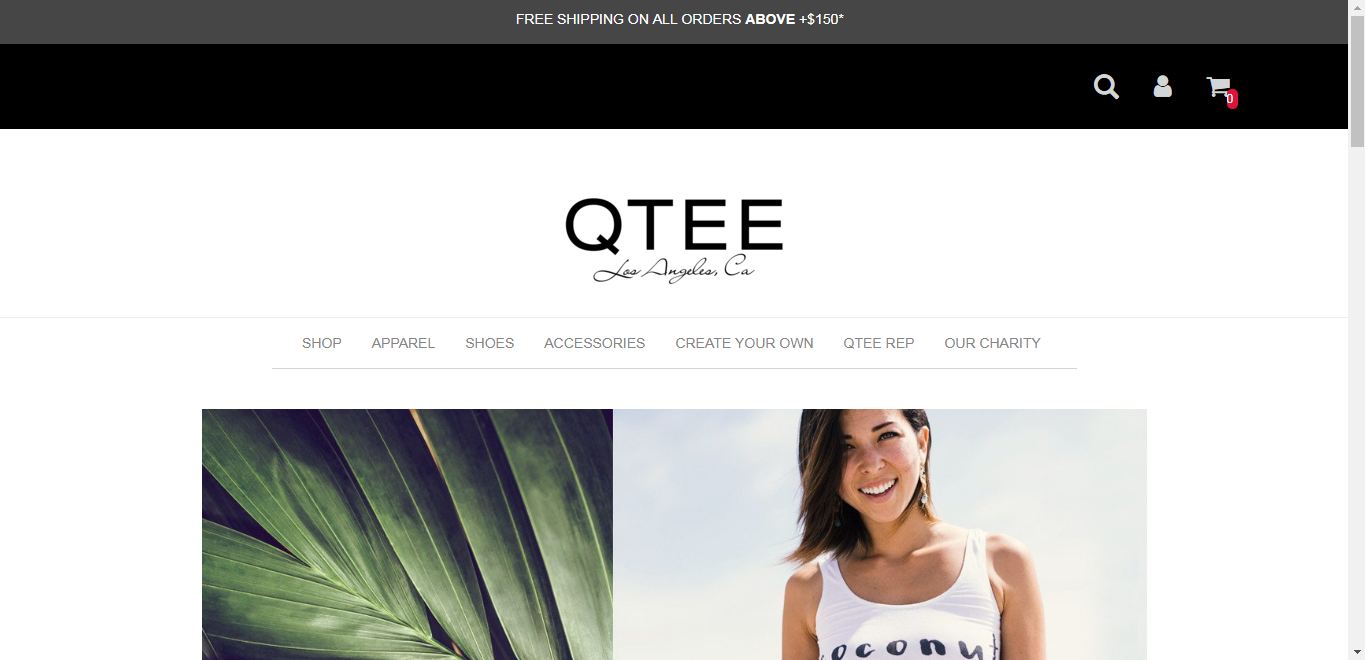 FREE SHIPPING ON ALL ORDERS ABOVE +$150*
0
QTEE
Los Angeles, Ca
SHOP APPAREL SHOES ACCESSORIES CREATE YOUR OWN QTEE REP OUR CHARITY
coconut